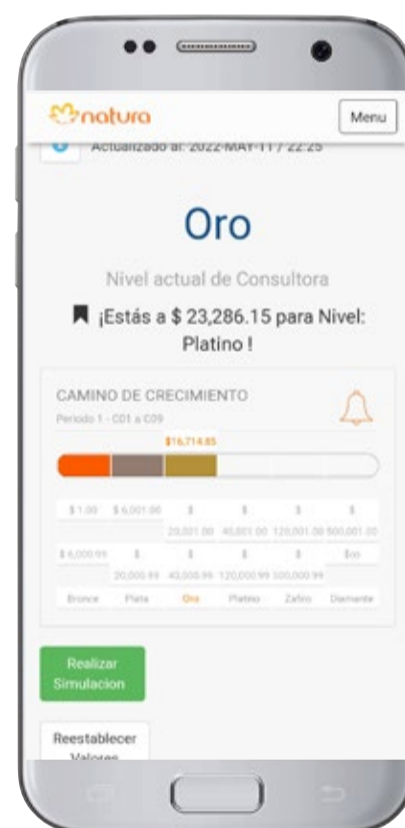 natura
Menu
Actualizado al: 2022-MAY-11 / 22:25
Oro
Nivel actual de Consultora
¡Estás a $ 23,286.15 para Nivel:
Platino !
CAMINO DE CRECIMIENTO
Periodo 1 - C01 a C09
$16,714.85
$ 1.00 $ 6,001.00 $ $ $ $
20,001.00 40,001.00 120,001.00 500,001.00
$ 6,000.99 $ $ $ $ $∞
20,000.99 40,000.99 120,000.99 500,000.99
Bronce Plata Oro Platino Zafiro Diamante
Realizar
Simulacion
Reestablecer
Valores